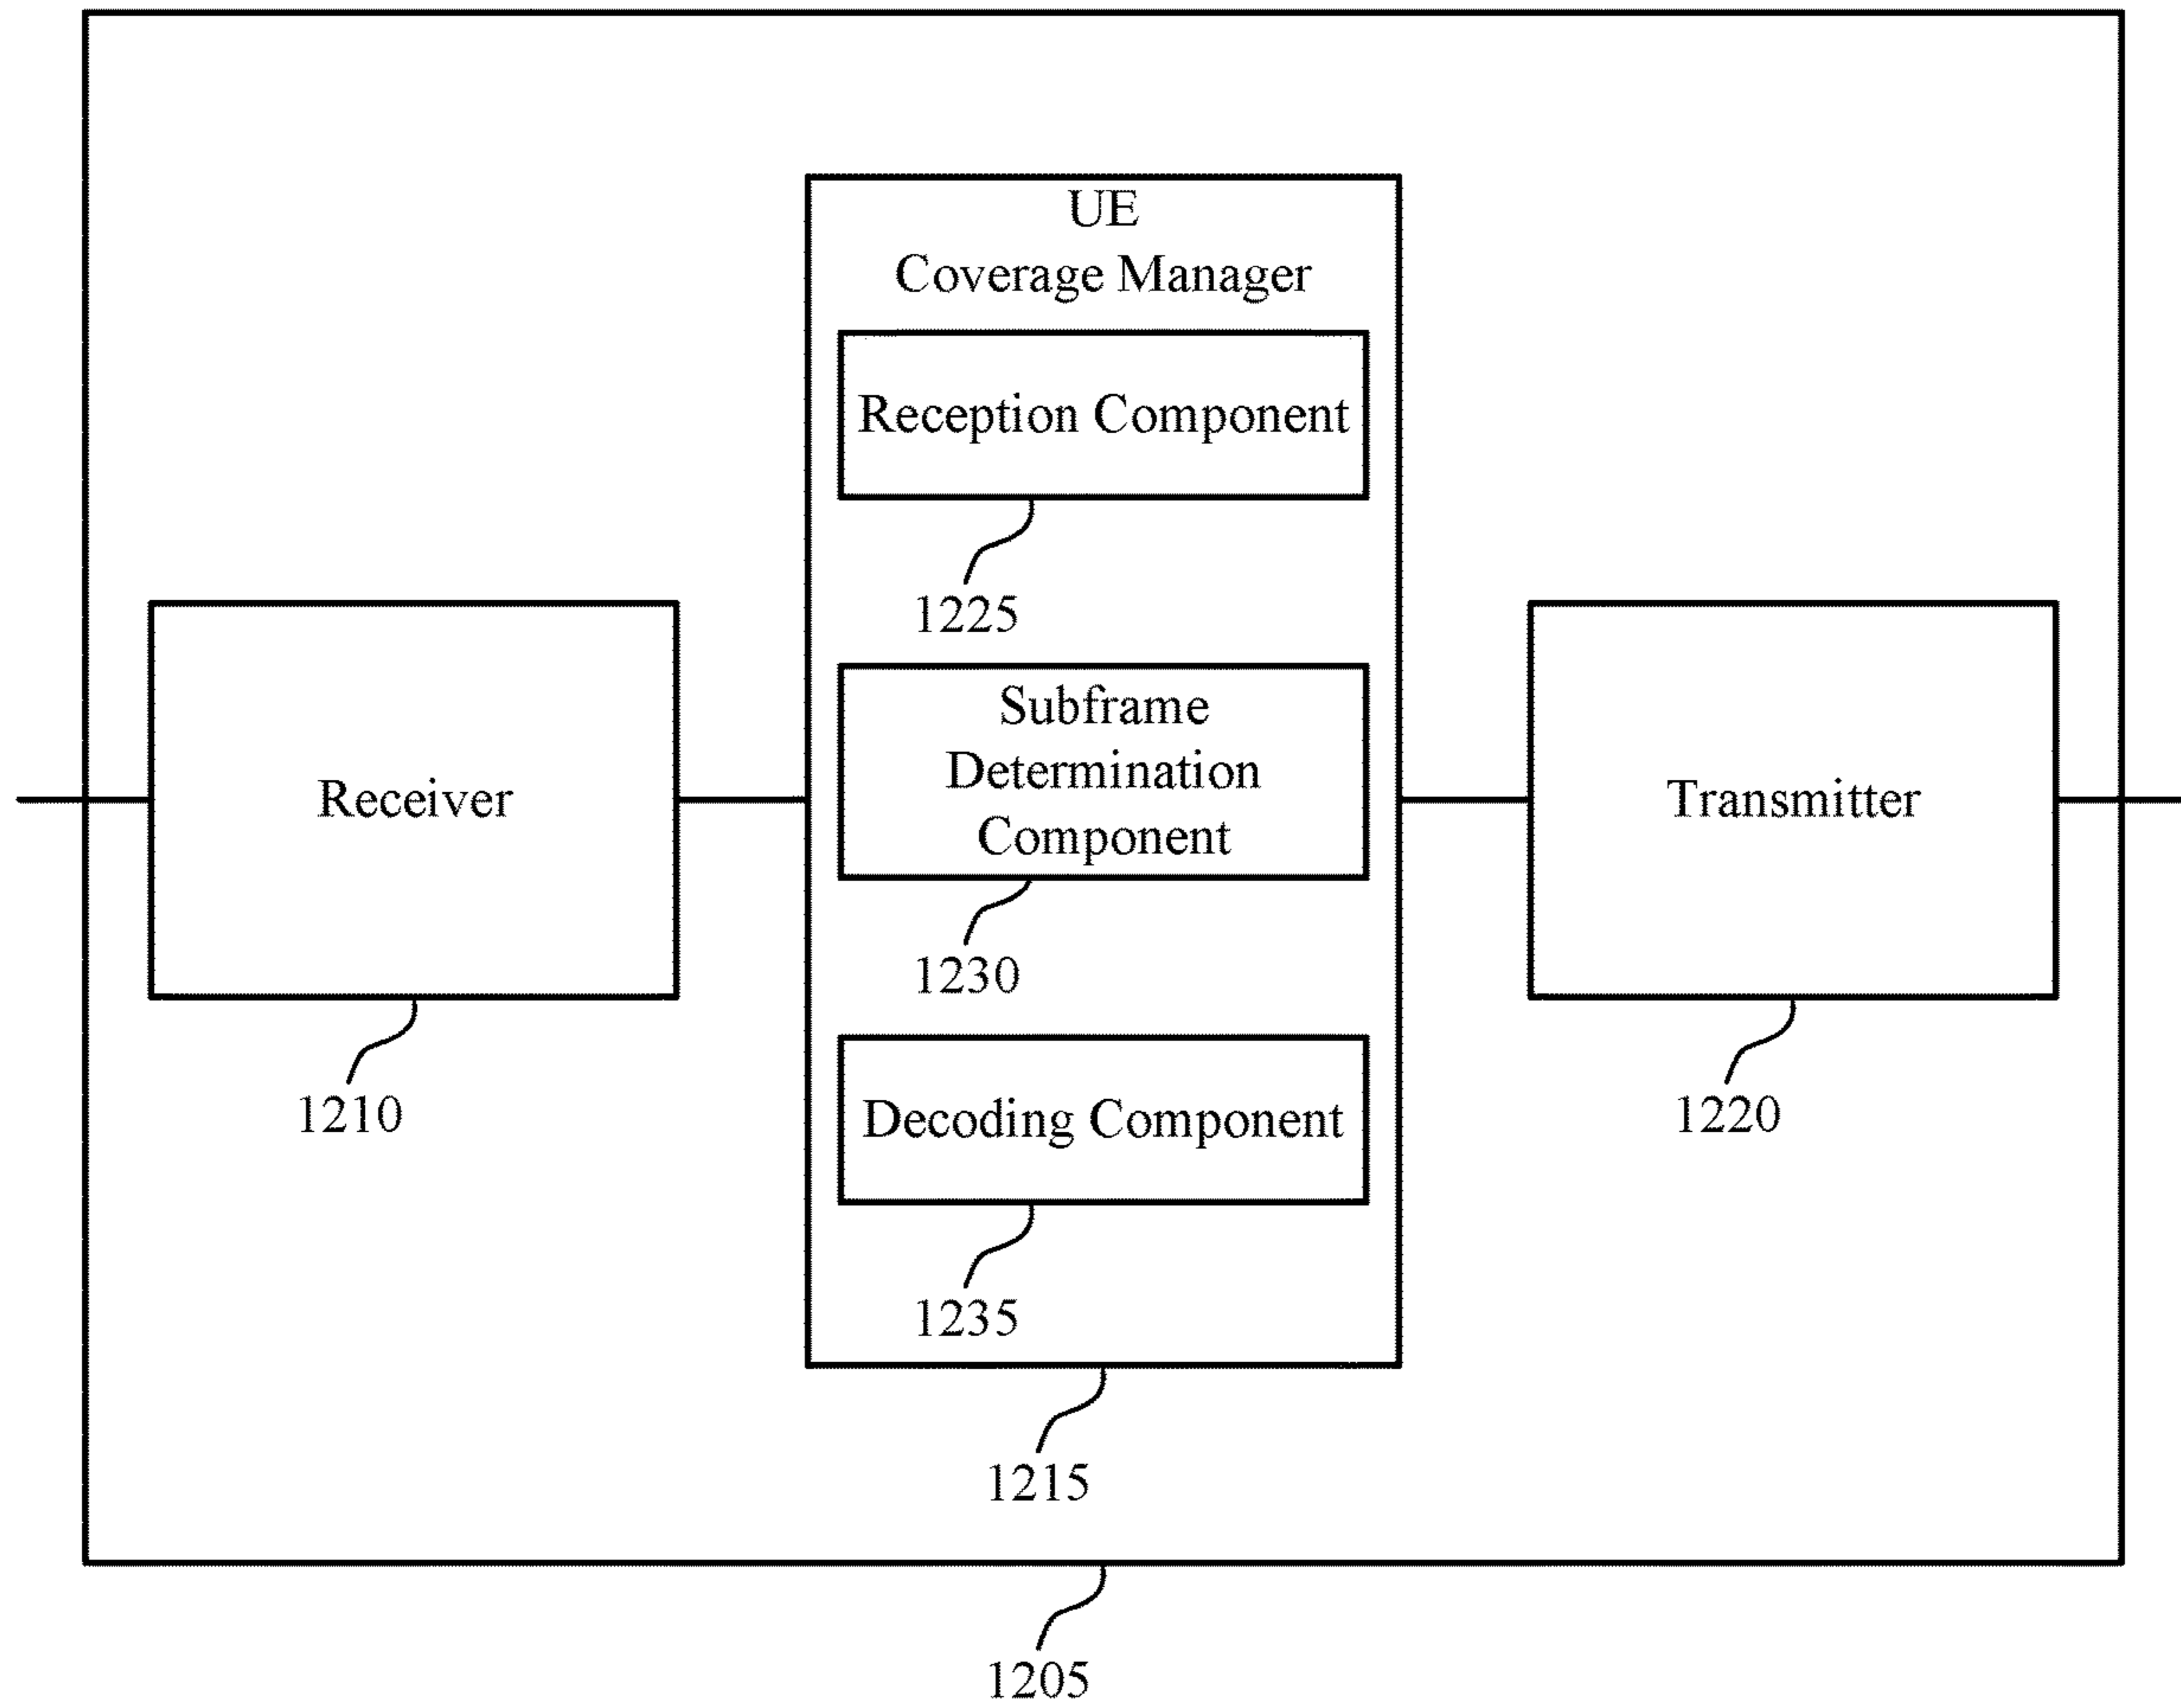 UE
Coverage Manager
Reception Component
1225
Subframe
Determination
Component
1230
Decoding Component
1235
1215
Receiver
1210
Transmitter
1220
1205